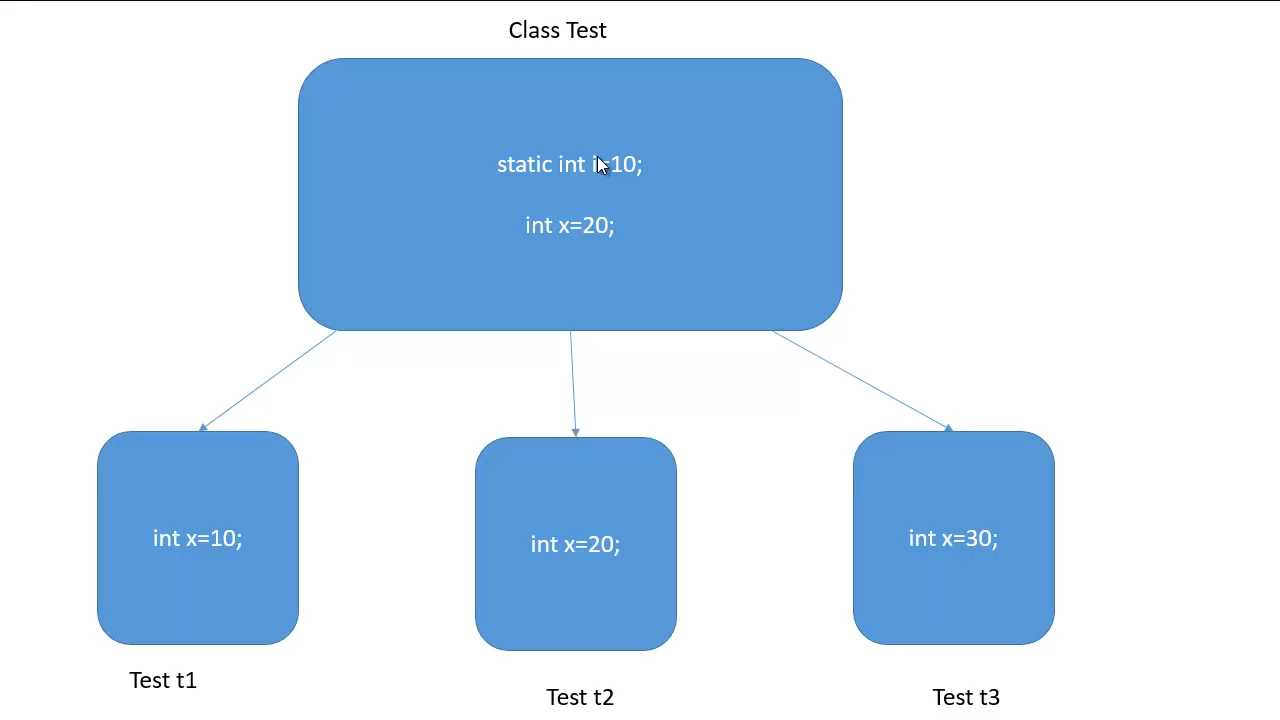 Class Test
static int i=10;
int x=20;
int x=10;
int x=20;
int x=30;
Test t1
Test t2
Test t3